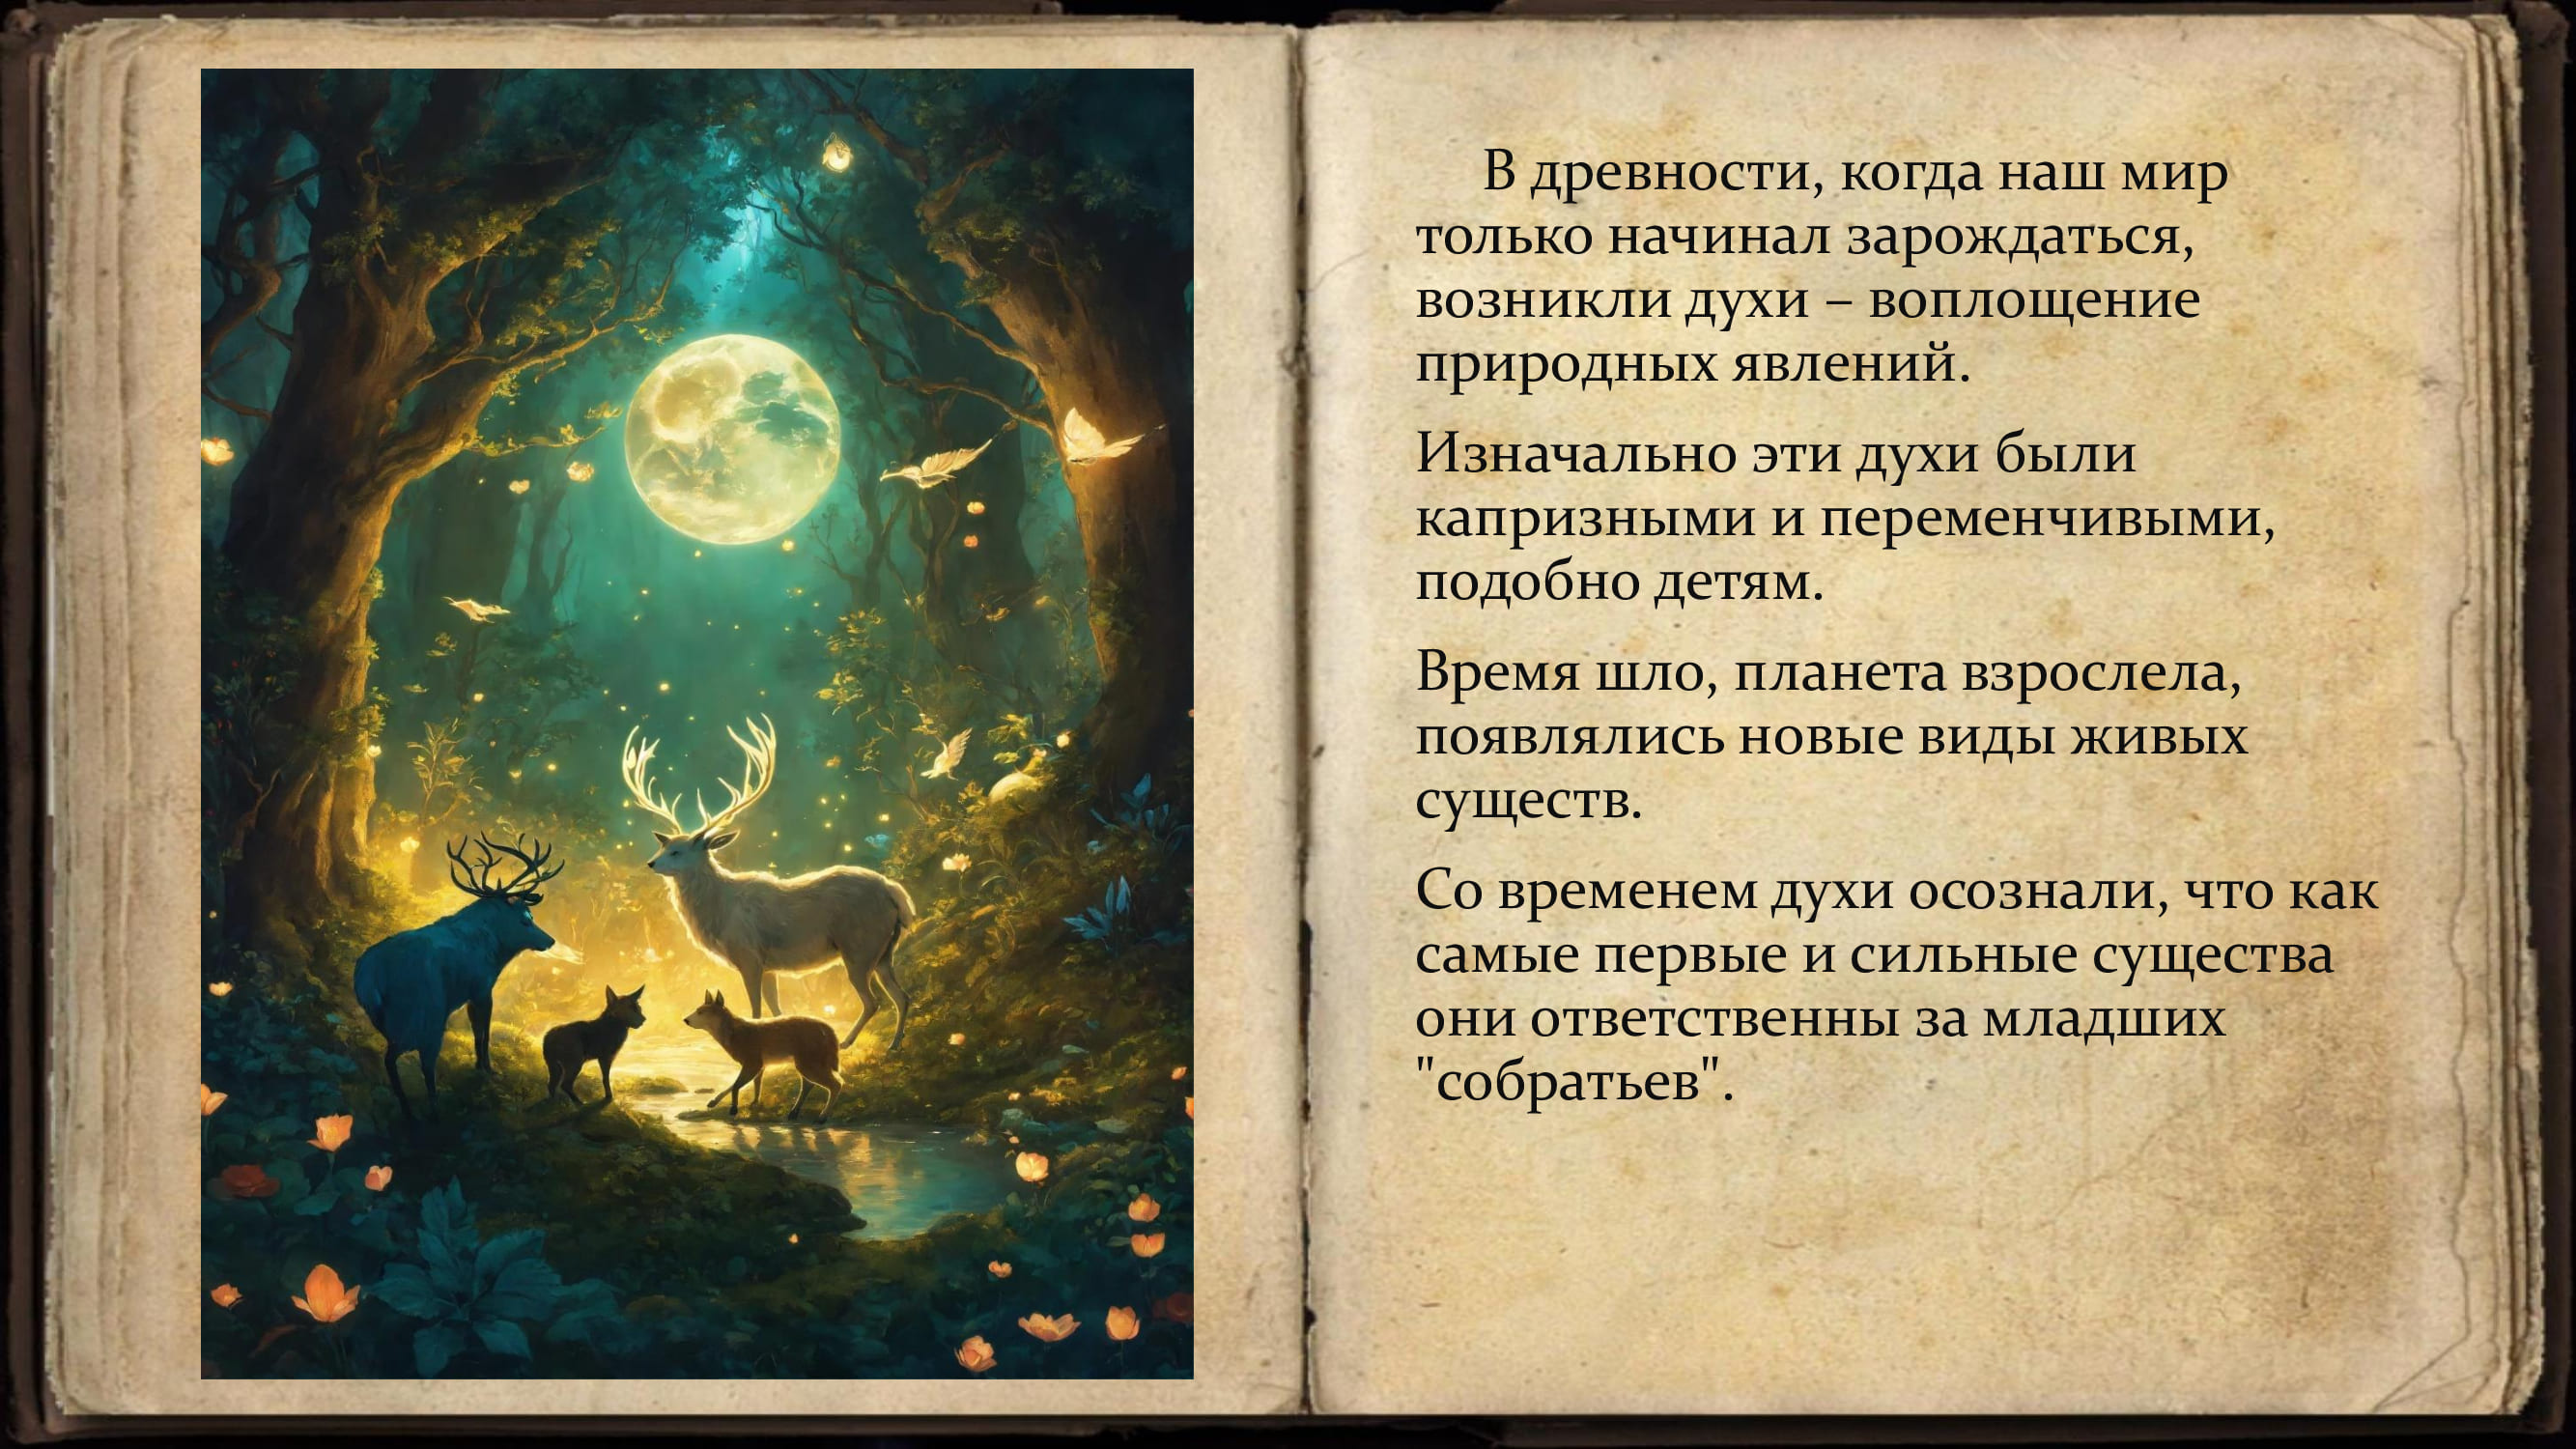 В древности, когда наш мир
только начинал зарождаться,
возникли духи – воплощение
природных явлений.
Изначально эти духи были
капризными и переменчивыми,
подобно детям.
Время шло, планета взрослела,
появлялись новые виды живых
существ.
Со временем духи осознали, что как
самые первые и сильные существа
они ответственны за младших
"собратьев".